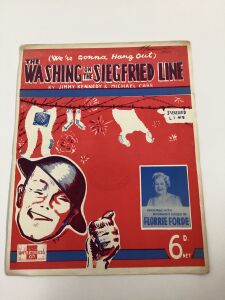 (We're Gonna Hang Out)
THE
WASHING ON THE SIEGFRIED LINE
BY JIMMY KENNEDY & MICHAEL CARR
SIEGFRIED
LINE
FLORRIE FORDE
6D.
NET